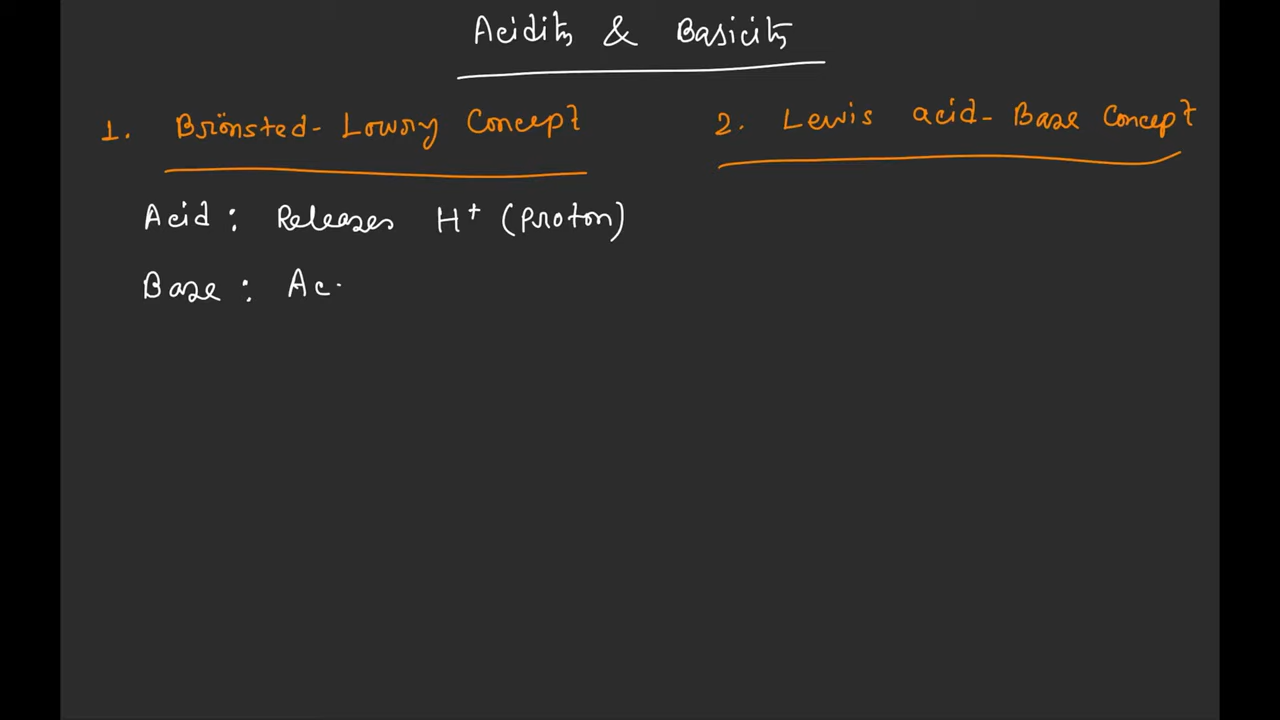 Acidity & Basicity
1. Brönsted-Lowry Concept
2. Lewis acid-Base Concept
Acid: Releases H⁺ (Proton)
Base: Ac